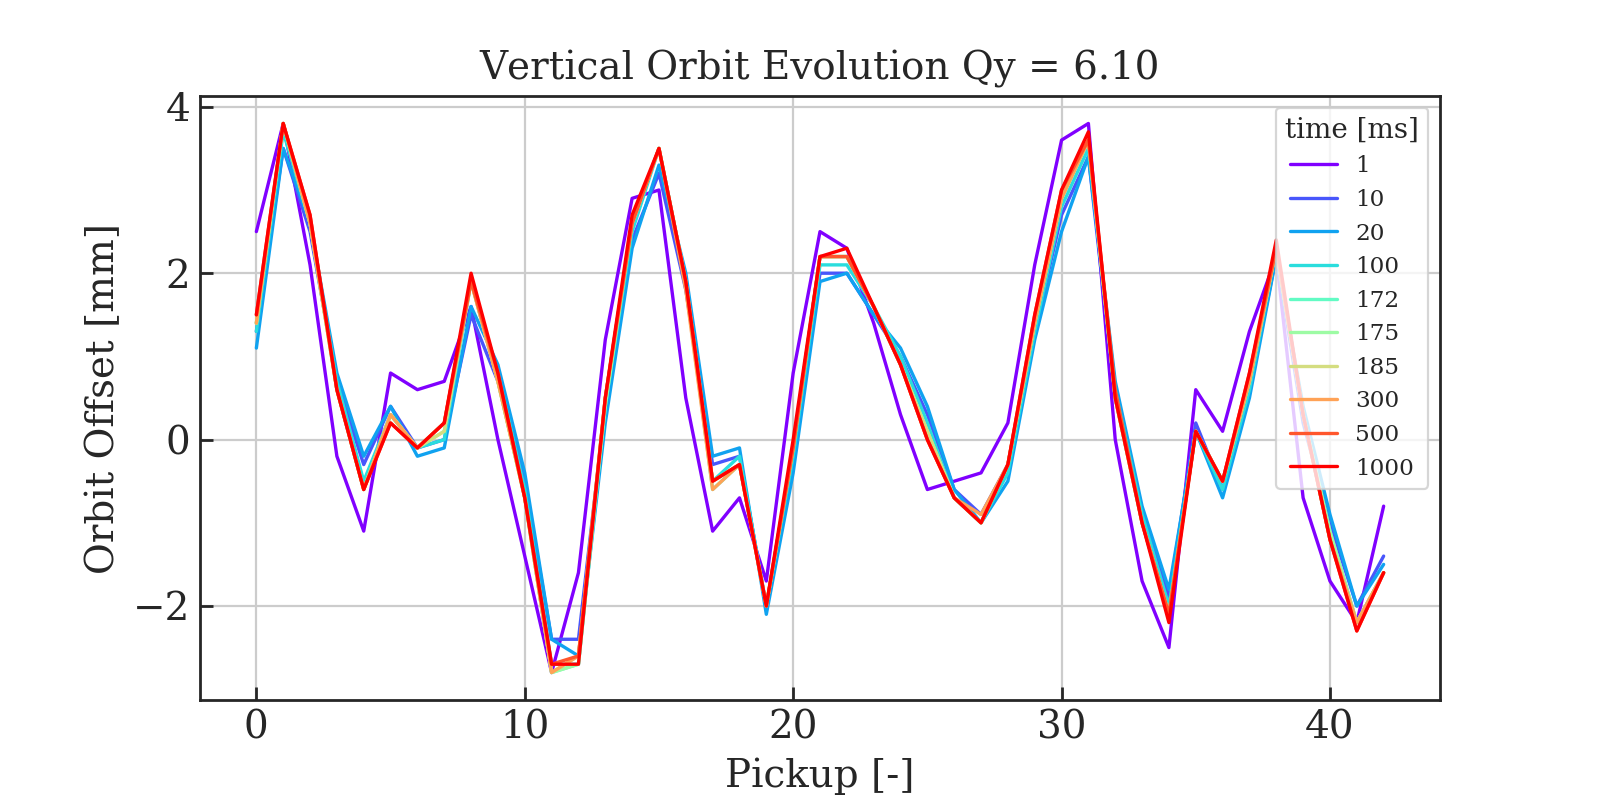 Vertical Orbit Evolution Qy = 6.10
Orbit Offset [mm]
4
2
0
−2
0 10 20 30 40
Pickup [-]
time [ms]
1
10
20
100
172
175
185
300
500
1000